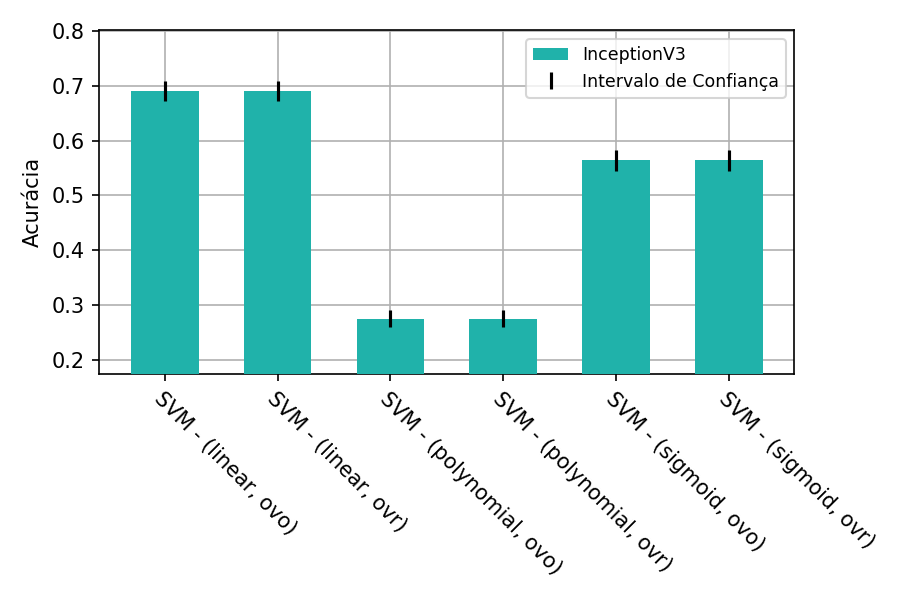 0.8
0.7
0.6
0.5
0.4
0.3
0.2
Acurácia
InceptionV3
Intervalo de Confiança
SVM - (linear, ovo)
SVM - (linear, ovr)
SVM - (polynomial, ovo)
SVM - (polynomial, ovr)
SVM - (sigmoid, ovo)
SVM - (sigmoid, ovr)